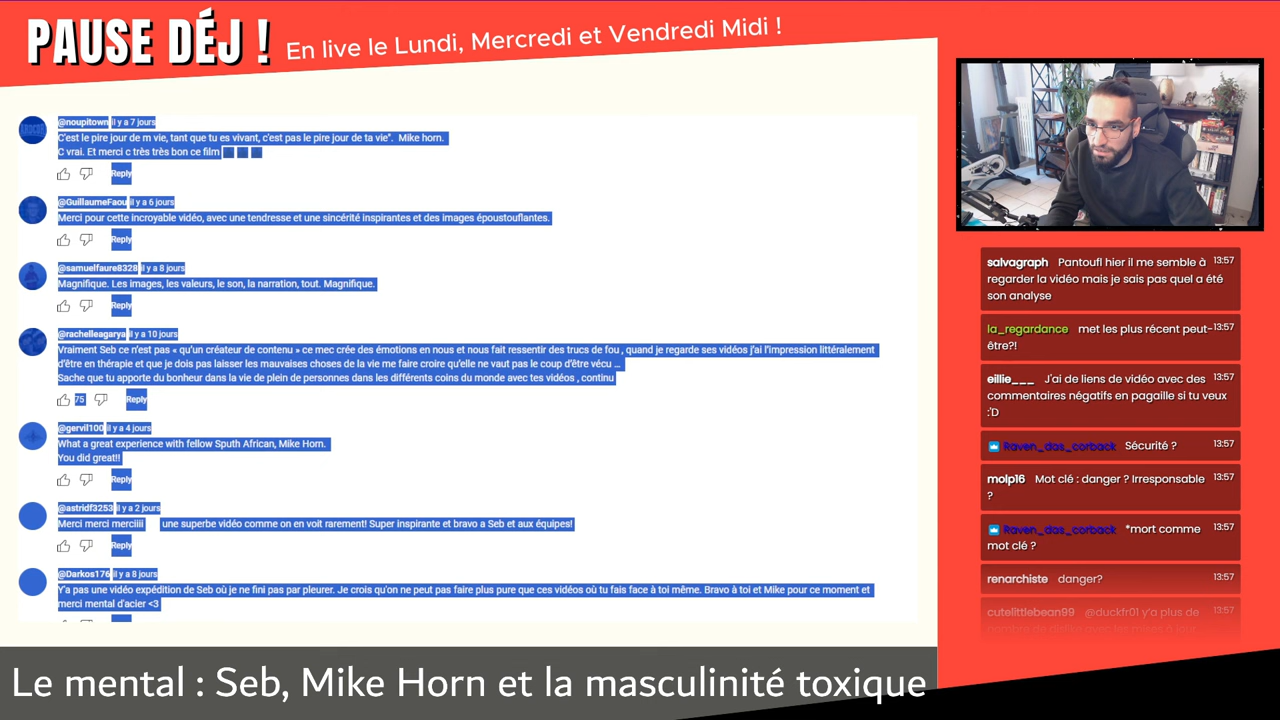 PAUSE DÉJ !
En live le Lundi, Mercredi et Vendredi Midi !
@noupitown il y a 7 jours
C'est le pire jour de m vie, tant que tu es vivant, c'est pas le pire jour de ta vie". Mike horn.
C vrai. Et merci c très très bon ce film
Reply
@GuillaumeFaou il y a 6 jours
Merci pour cette incroyable vidéo, avec une tendresse et une sincérité inspirantes et des images époustouflantes.
Reply
@samuelfaure8328 il y a 8 jours
Magnifique. Les images, les valeurs, le son, la narration, tout. Magnifique.
Reply
@rachelleagarya il y a 10 jours
Vraiment Seb ce n'est pas « qu'un créateur de contenu » ce mec crée des émotions en nous et nous fait ressentir des trucs de fou , quand je regarde ses vidéos j'ai l'impression littéralement
d'être en thérapie et que je dois pas laisser les mauvaises choses de la vie me faire croire qu'elle ne vaut pas le coup d'être vécu ...
Sache que tu apporte du bonheur dans la vie de plein de personnes dans les différents coins du monde avec tes vidéos , continu
75 Reply
@gervil100 il y a 4 jours
What a great experience with fellow Sputh African, Mike Horn.
You did great!!
Reply
@astridf3253 il y a 2 jours
Merci merci merciiii une superbe vidéo comme on en voit rarement! Super inspirante et bravo a Seb et aux équipes!
Reply
@Darkos176 il y a 8 jours
Y'a pas une vidéo expédition de Seb où je ne fini pas par pleurer. Je crois qu'on ne peut pas faire plus pure que ces vidéos où tu fais face à toi même. Bravo à toi et Mike pour ce moment et
merci mental d'acier <3
salvagraph Pantoufl hier il me semble à 13:57
regarder la vidéo mais je sais pas quel a été
son analyse
la_regardance met les plus récent peut- 13:57
être?!
eillie___ J'ai de liens de vidéo avec des 13:57
commentaires négatifs en pagaille si tu veux
:'D
Raven_das_corback Sécurité ? 13:57
molp16 Mot clé : danger ? Irresponsable 13:57
?
Raven_das_corback *mort comme 13:57
mot clé ?
renarchiste danger? 13:57
cutelittlebean99 @duckfr01 y'a plus de 13:57
nombre de dislike avec les mises à jour
Le mental : Seb, Mike Horn et la masculinité toxique